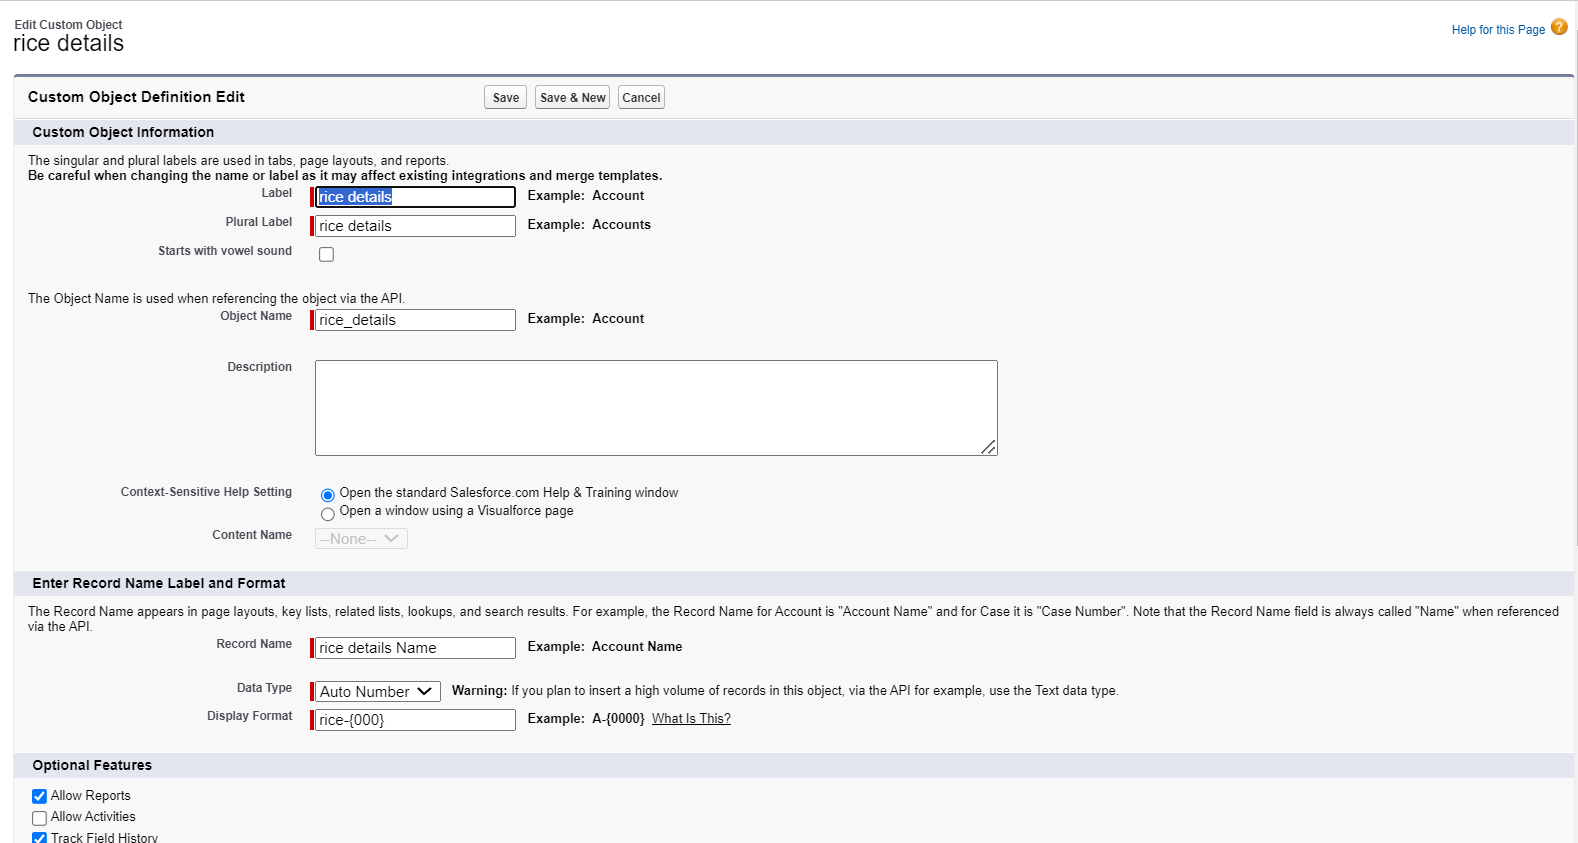 Edit Custom Object
rice details
Help for this Page ?
Custom Object Definition Edit Save Save & New Cancel
Custom Object Information
The singular and plural labels are used in tabs, page layouts, and reports.
Be careful when changing the name or label as it may affect existing integrations and merge templates.
Label rice details Example: Account
Plural Label rice details Example: Accounts
Starts with vowel sound
The Object Name is used when referencing the object via the API.
Object Name rice_details Example: Account
Description
Context-Sensitive Help Setting Open the standard Salesforce.com Help & Training window
Open a window using a Visualforce page
Content Name --None--
Enter Record Name Label and Format
The Record Name appears in page layouts, key lists, related lists, lookups, and search results. For example, the Record Name for Account is "Account Name" and for Case it is "Case Number". Note that the Record Name field is always called "Name" when referenced
via the API.
Record Name rice details Name Example: Account Name
Data Type Auto Number Warning: If you plan to insert a high volume of records in this object, via the API for example, use the Text data type.
Display Format rice-{000} Example: A-{0000} What Is This?
Optional Features
Allow Reports
Allow Activities
Track Field History